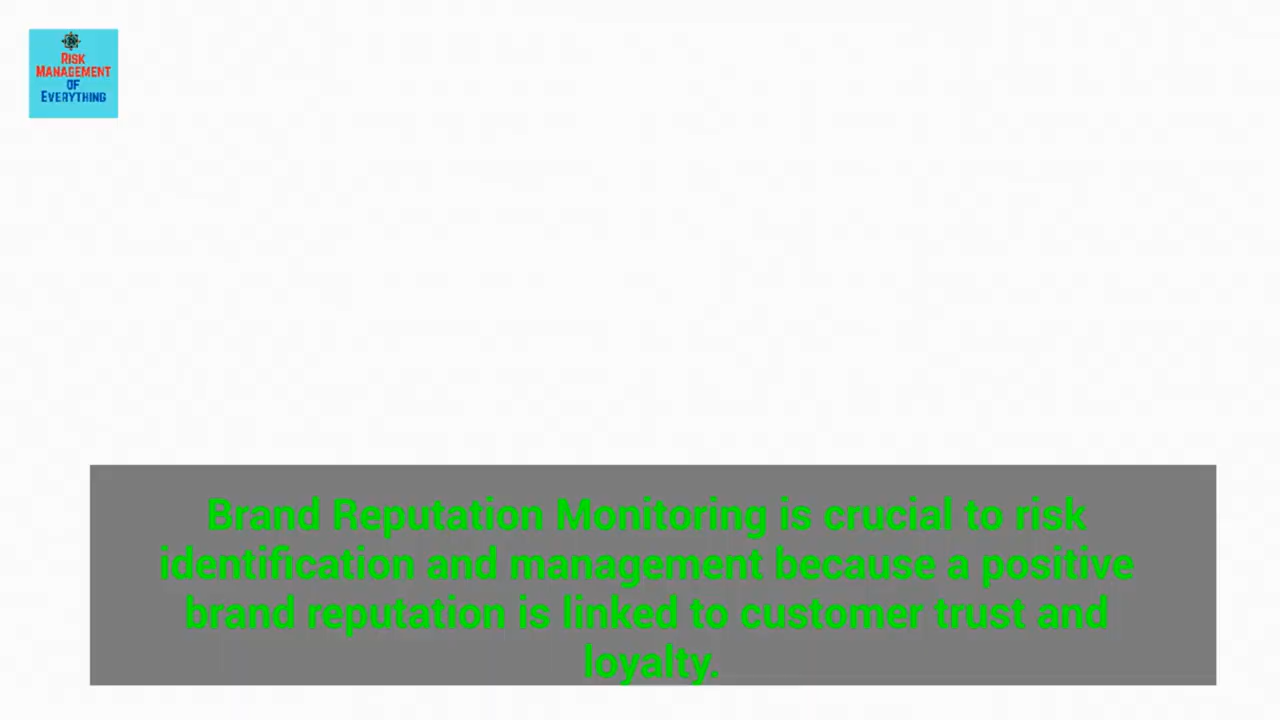 Risk
Management
of
Everything
Brand Reputation Monitoring is crucial to risk
identification and management because a positive
brand reputation is linked to customer trust and
loyalty.